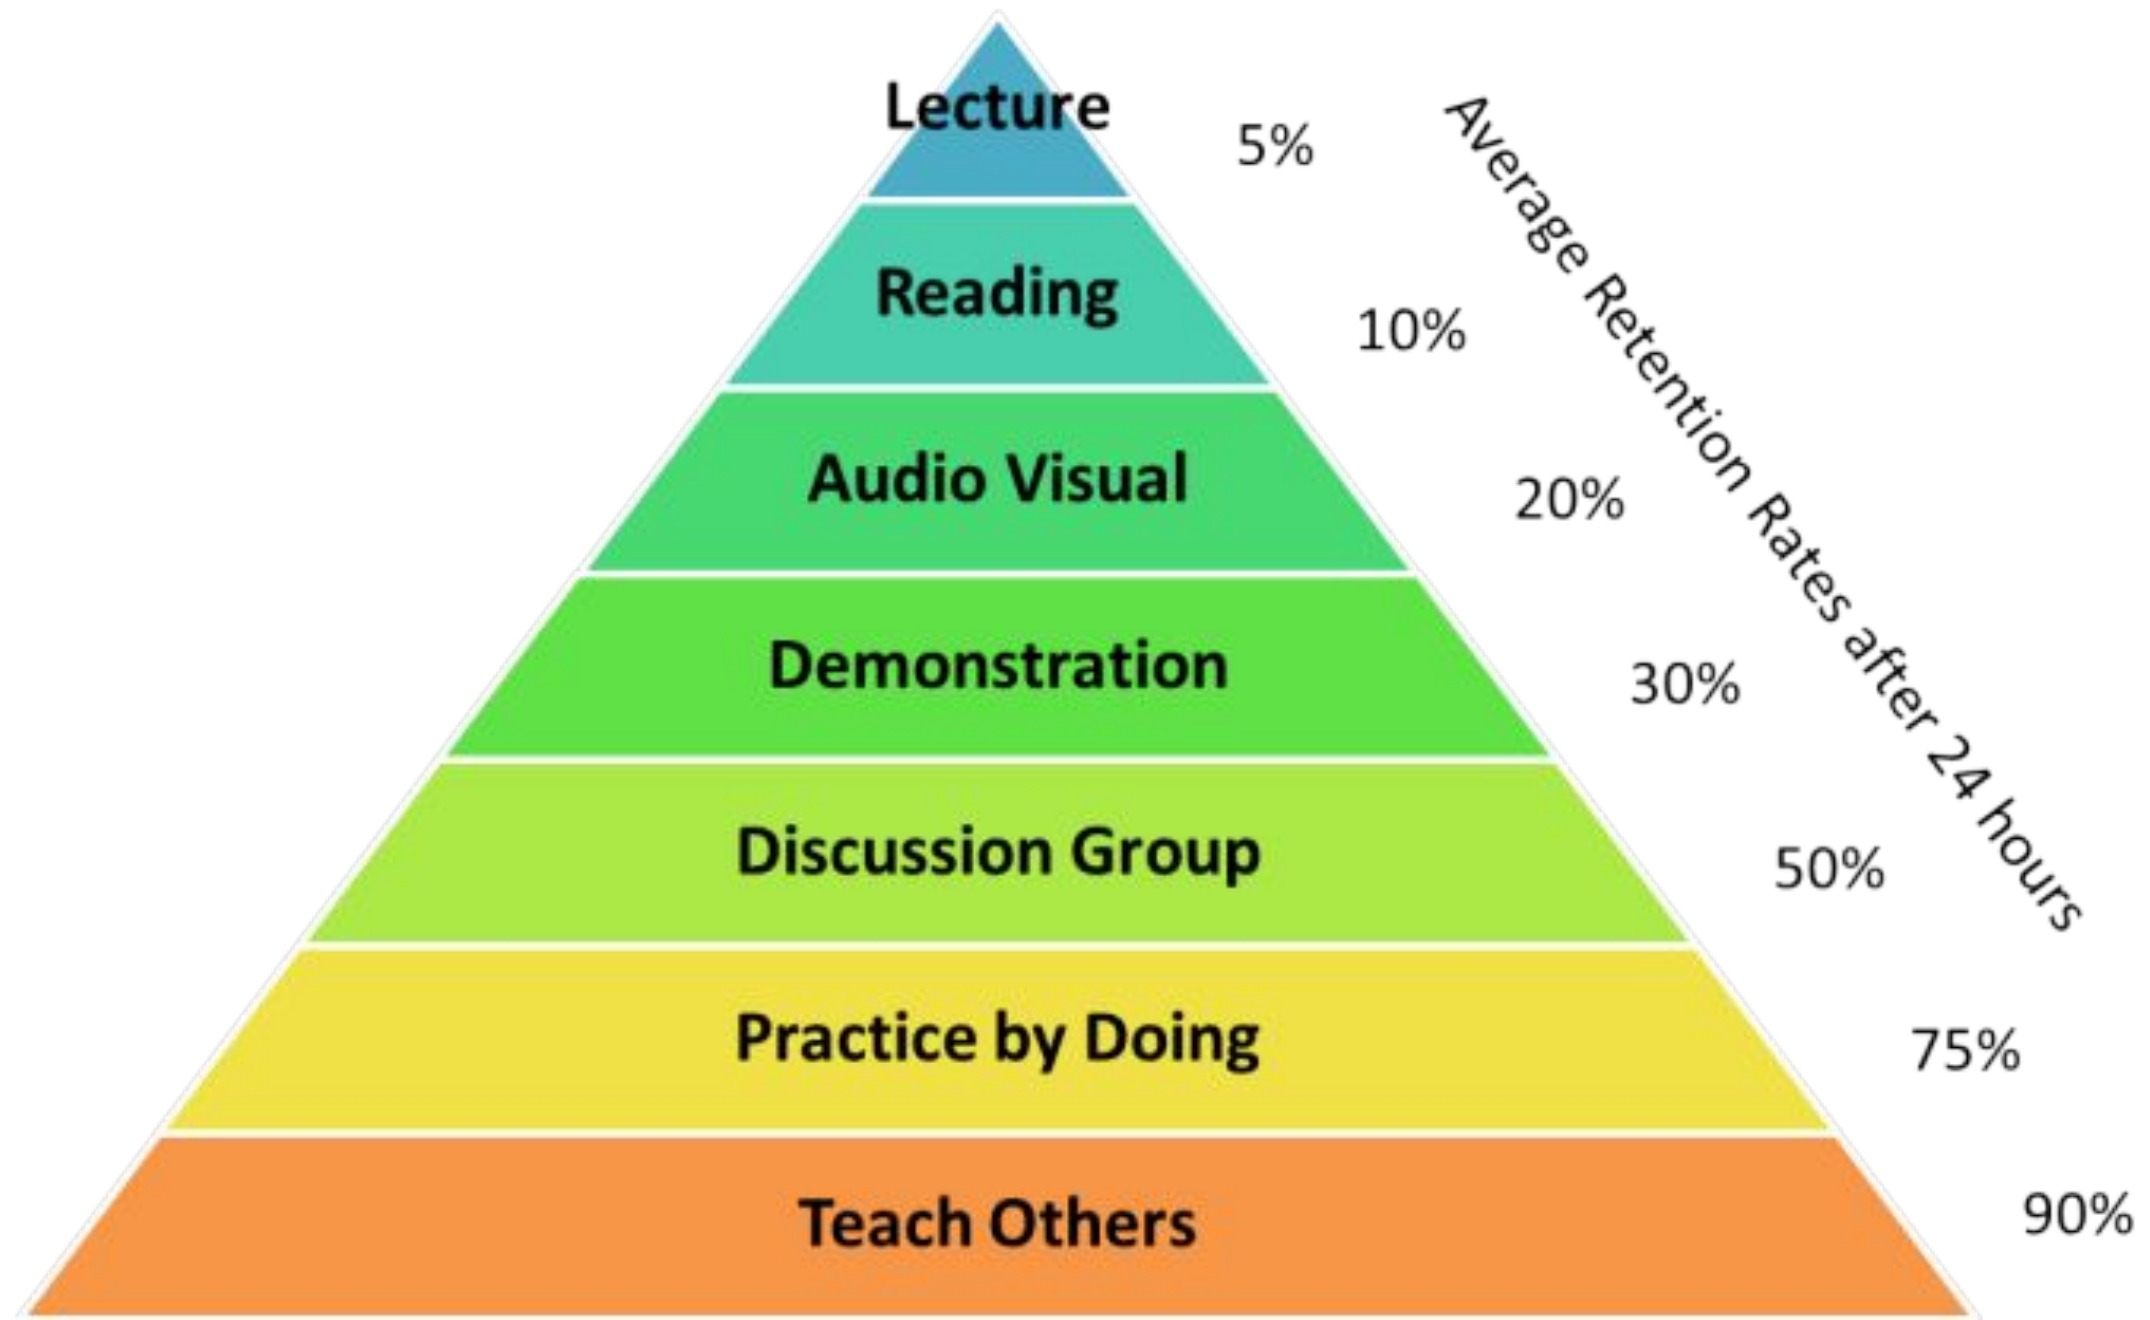 Lecture
5%
Reading
10%
Audio Visual
20%
Demonstration
30%
Discussion Group
50%
Practice by Doing
75%
Teach Others
90%
Average Retention Rates after 24 hours